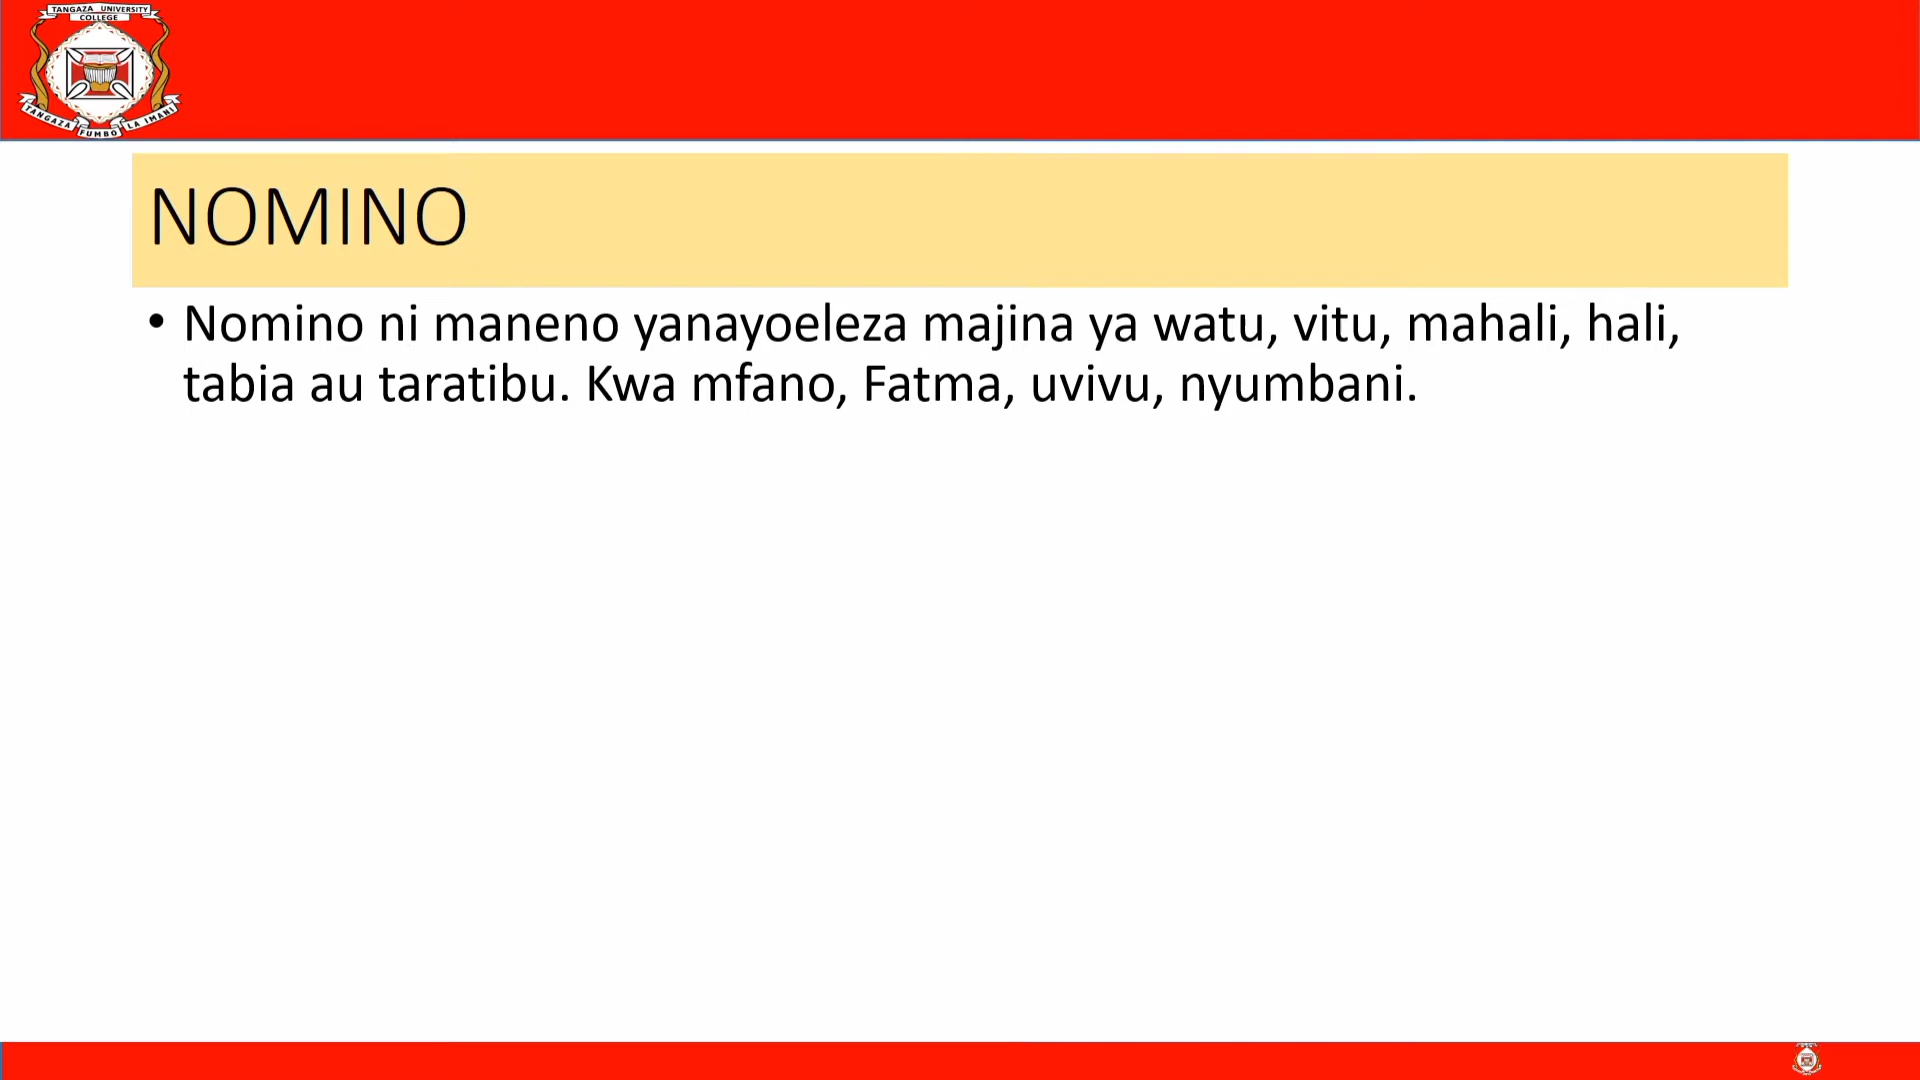 TANGAZA UNIVERSITY
COLLEGE
TANGAZA FUMBO LA IMANI
NOMINO
• Nomino ni maneno yanayoeleza majina ya watu, vitu, mahali, hali,
tabia au taratibu. Kwa mfano, Fatma, uvivu, nyumbani.